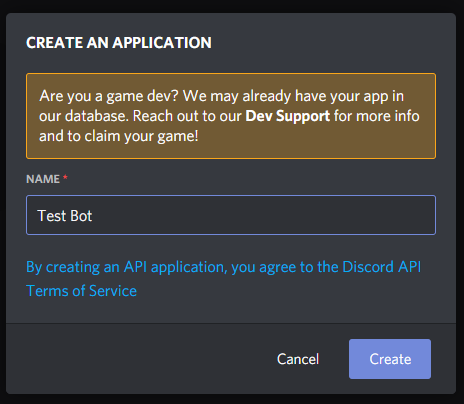 CREATE AN APPLICATION
Are you a game dev? We may already have your app in
our database. Reach out to our Dev Support for more info
and to claim your game!
NAME *
Test Bot
By creating an API application, you agree to the Discord API
Terms of Service
Cancel
Create